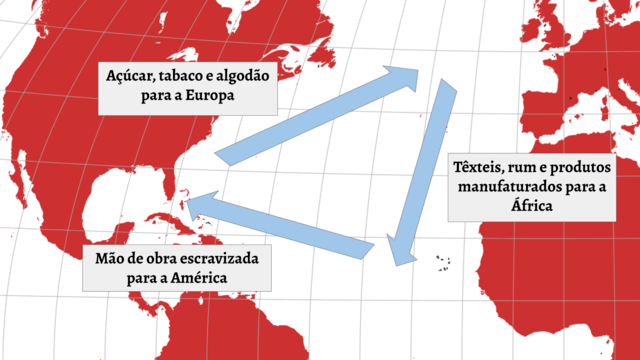 Açúcar, tabaco e algodão
para a Europa
Têxteis, rum e produtos
manufaturados para a
África
Mão de obra escravizada
para a América